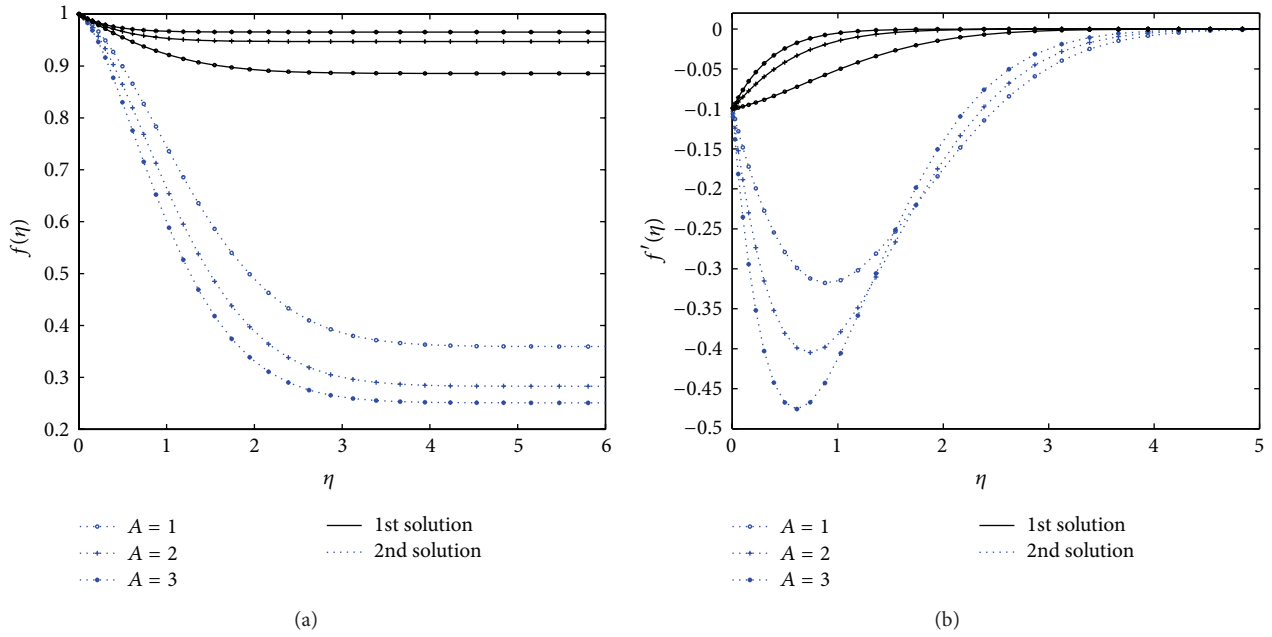 1
0.9
0.8
0.7
0.6
0.5
0.4
0.3
0.2
f(η)
0 1 2 3 4 5 6
η
A = 1
A = 2
A = 3
1st solution
2nd solution
(a)
0
−0.05
−0.1
−0.15
−0.2
−0.25
−0.3
−0.35
−0.4
−0.45
−0.5
f′(η)
0 1 2 3 4 5
η
A = 1
A = 2
A = 3
1st solution
2nd solution
(b)